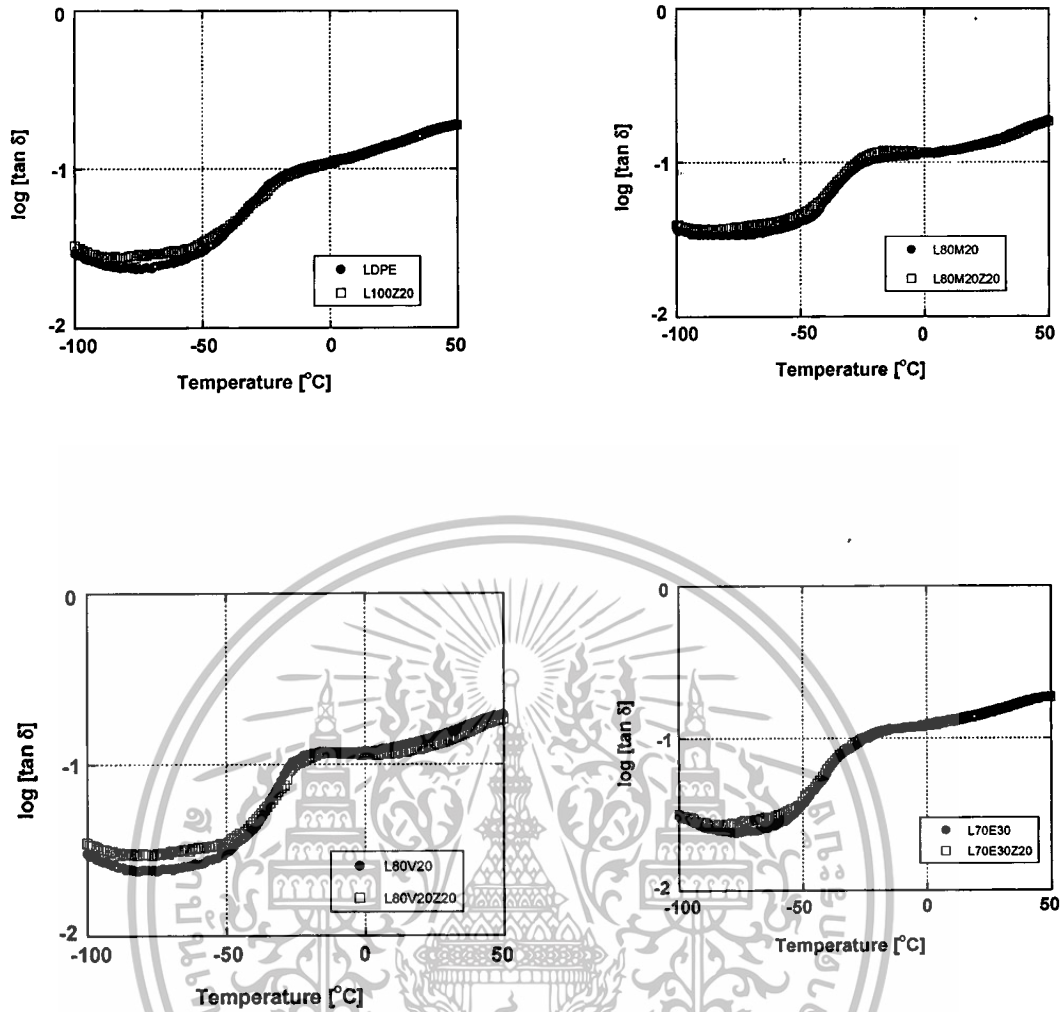 0
-1
-2
-100
-50
0
50
log [tan δ]
Temperature [°C]
LDPE
L100Z20
0
-1
-2
-100
-50
0
50
log [tan δ]
Temperature [°C]
L80M20
L80M20Z20
0
-1
-2
-100
-50
0
50
log [tan δ]
Temperature [°C]
L80V20
L80V20Z20
0
-1
-2
-100
-50
0
50
log [tan δ]
Temperature [°C]
L70E30
L70E30Z20